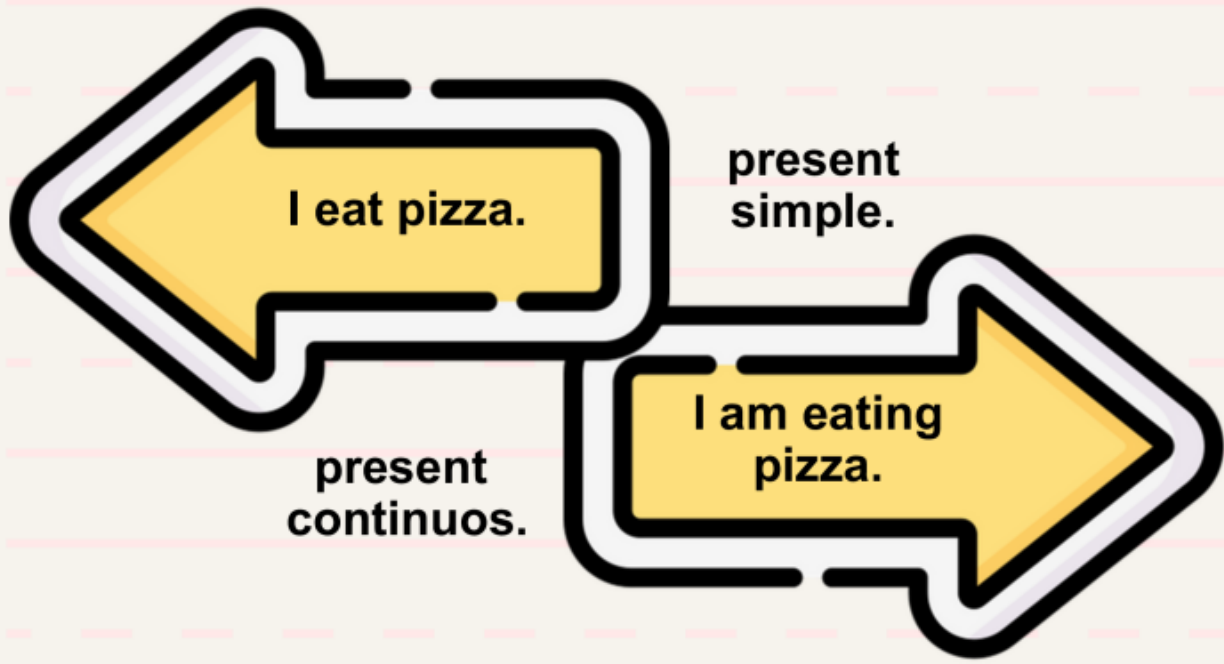 I eat pizza.
present
simple.
I am eating
pizza.
present
continuos.